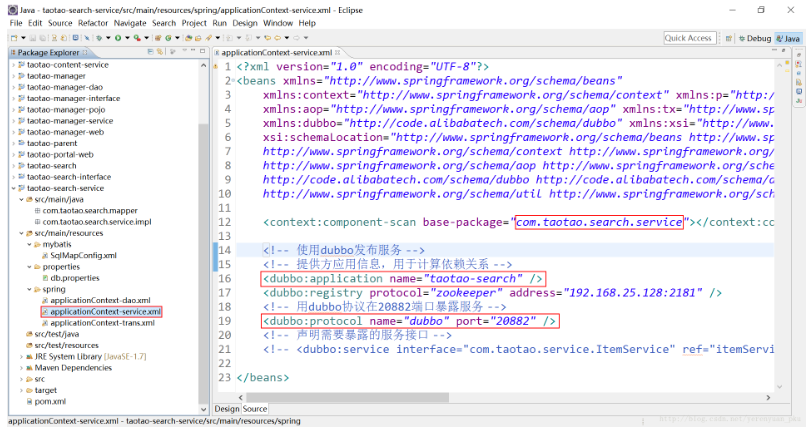 Java - taotao-search-service/src/main/resources/spring/applicationContext-service.xml - Eclipse
File Edit Source Refactor Navigate Search Project Run Design Window Help
Quick Access
Debug
Java
Package Explorer
taotao-content-service
taotao-manager
taotao-manager-dao
taotao-manager-interface
taotao-manager-pojo
taotao-manager-service
taotao-manager-web
taotao-parent
taotao-portal-web
taotao-search
taotao-search-interface
taotao-search-service
src/main/java
com.taotao.search.mapper
com.taotao.search.service.impl
src/main/resources
mybatis
SqlMapConfig.xml
properties
db.properties
spring
applicationContext-dao.xml
applicationContext-service.xml
applicationContext-trans.xml
src/test/java
src/test/resources
JRE System Library [JavaSE-1.7]
Maven Dependencies
src
target
pom.xml
applicationContext-service.xml
1 <?xml version="1.0" encoding="UTF-8"?>
2 <beans xmlns="http://www.springframework.org/schema/beans"
3 xmlns:context="http://www.springframework.org/schema/context" xmlns:p="http:/
4 xmlns:aop="http://www.springframework.org/schema/aop" xmlns:tx="http://www.sp
5 xmlns:dubbo="http://code.alibabatech.com/schema/dubbo" xmlns:xsi="http://www.
6 xsi:schemaLocation="http://www.springframework.org/schema/beans http://www.sp
7 http://www.springframework.org/schema/context http://www.springframework.org/
8 http://www.springframework.org/schema/aop http://www.springframework.org/sche
9 http://code.alibabatech.com/schema/dubbo http://code.alibabatech.com/schema/d
10 http://www.springframework.org/schema/util http://www.springframework.org/sch
11
12 <context:component-scan base-package="com.taotao.search.service"></context:co
13
14 <!-- 使用dubbo发布服务 -->
15 <!-- 提供方应用信息，用于计算依赖关系 -->
16 <dubbo:application name="taotao-search" />
17 <dubbo:registry protocol="zookeeper" address="192.168.25.128:2181" />
18 <!-- 用dubbo协议在20882端口暴露服务 -->
19 <dubbo:protocol name="dubbo" port="20882" />
20 <!-- 声明需要暴露的服务接口 -->
21 <!-- <dubbo:service interface="com.taotao.service.ItemService" ref="itemServi
22
23 </beans>
Design Source
applicationContext-service.xml - taotao-search-service/src/main/resources/spring